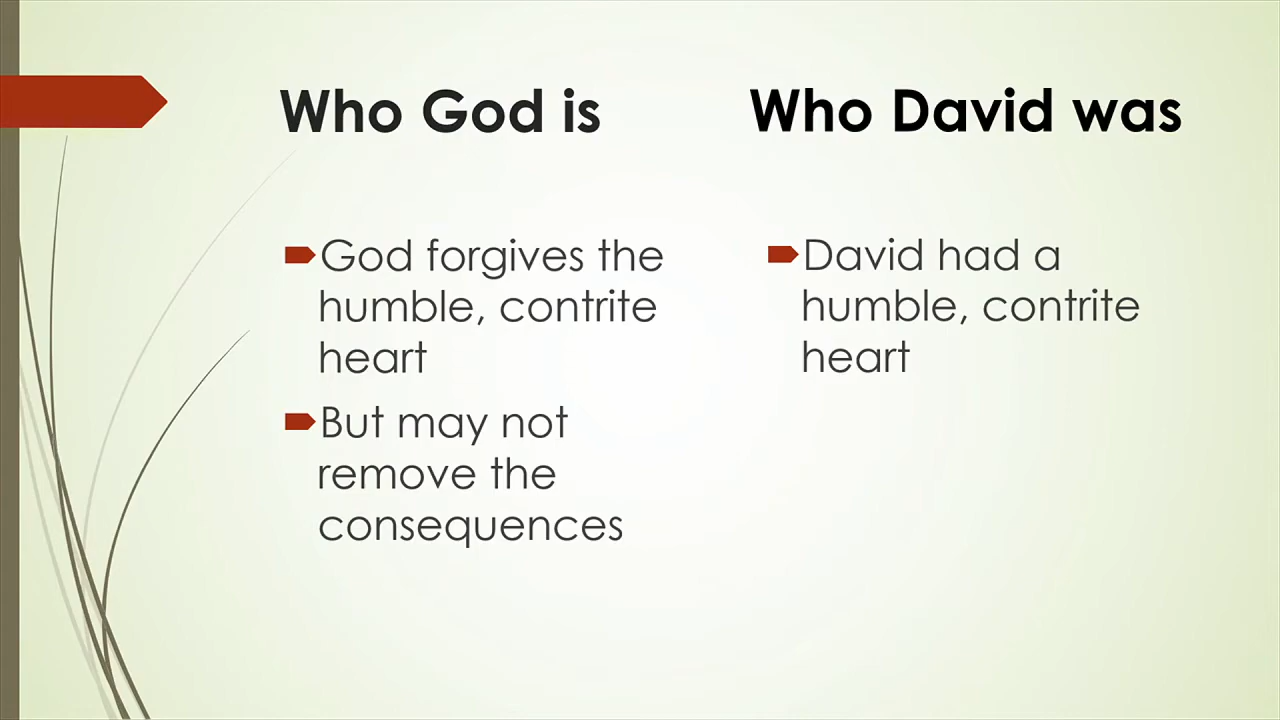 Who God is
God forgives the
humble, contrite
heart
But may not
remove the
consequences
Who David was
David had a
humble, contrite
heart